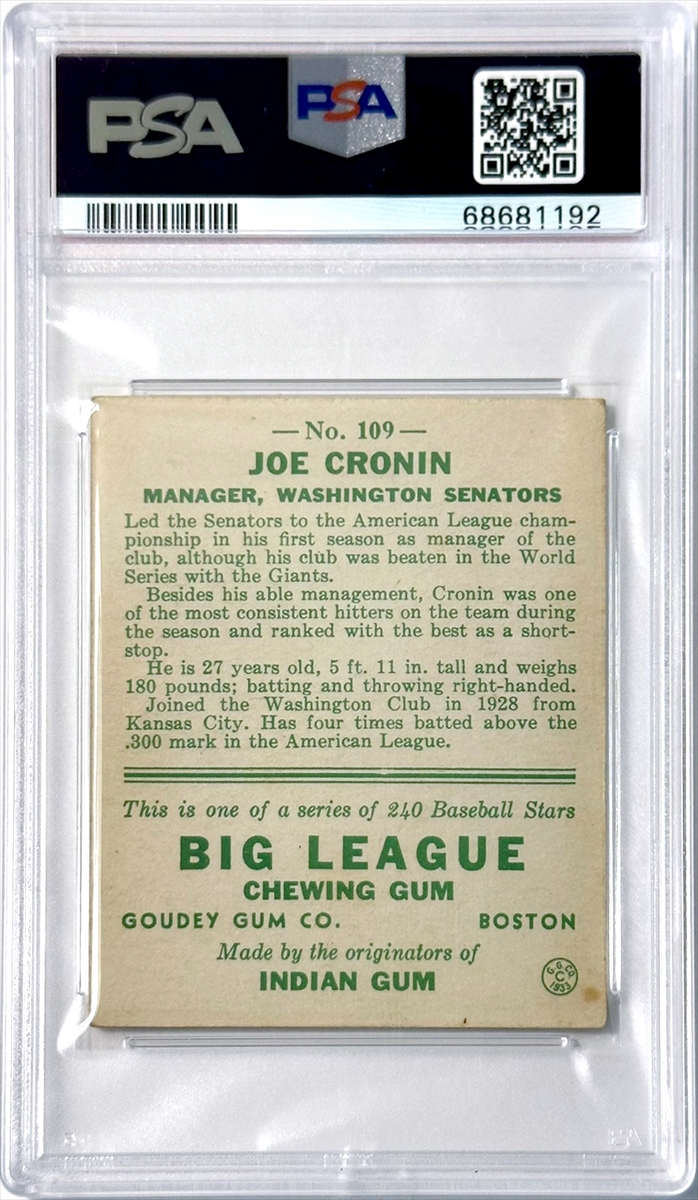 PSA
PSA
68681192
— No. 109 —
JOE CRONIN
MANAGER, WASHINGTON SENATORS
Led the Senators to the American League cham-
pionship in his first season as manager of the
club, although his club was beaten in the World
Series with the Giants.
Besides his able management, Cronin was one
of the most consistent hitters on the team during
the season and ranked with the best as a short-
stop.
He is 27 years old, 5 ft. 11 in. tall and weighs
180 pounds; batting and throwing right-handed.
Joined the Washington Club in 1928 from
Kansas City. Has four times batted above the
.300 mark in the American League.
This is one of a series of 240 Baseball Stars
BIG LEAGUE
CHEWING GUM
GOUDEY GUM CO. BOSTON
Made by the originators of
INDIAN GUM
G. G. CO.
C
1933
PSA